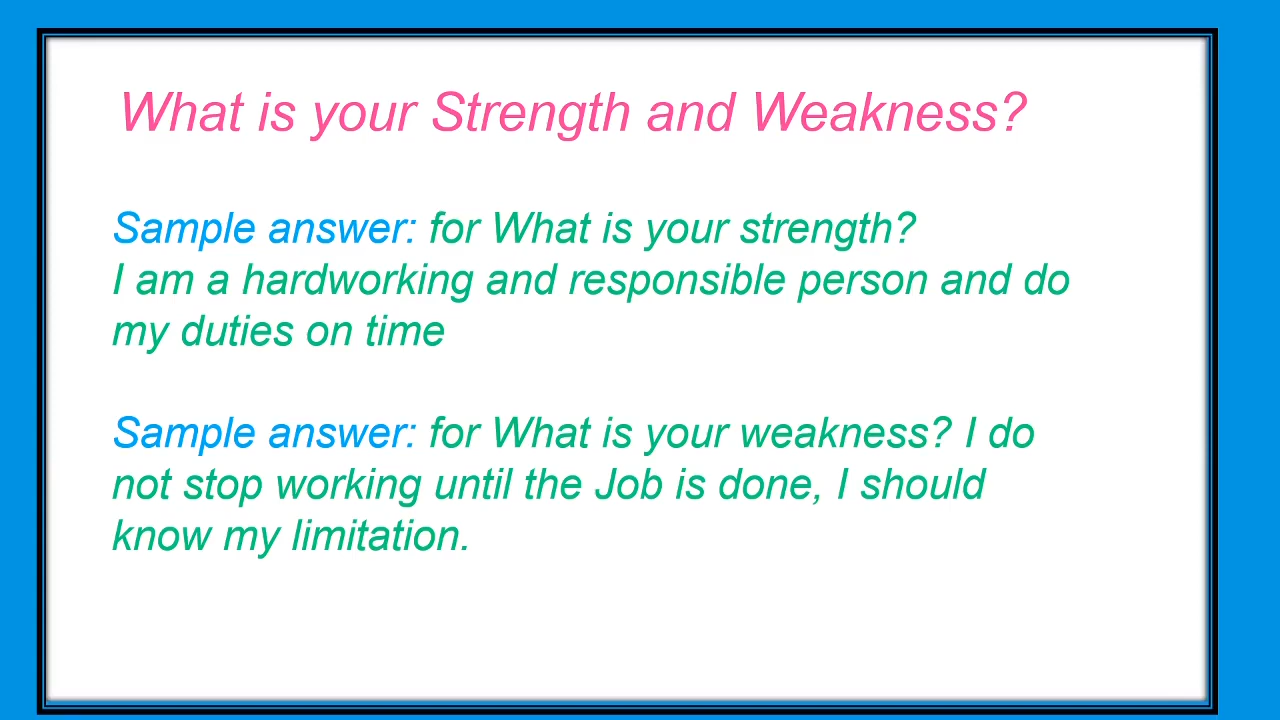 What is your Strength and Weakness?
Sample answer: for What is your strength?
I am a hardworking and responsible person and do
my duties on time
Sample answer: for What is your weakness? I do
not stop working until the Job is done, I should
know my limitation.